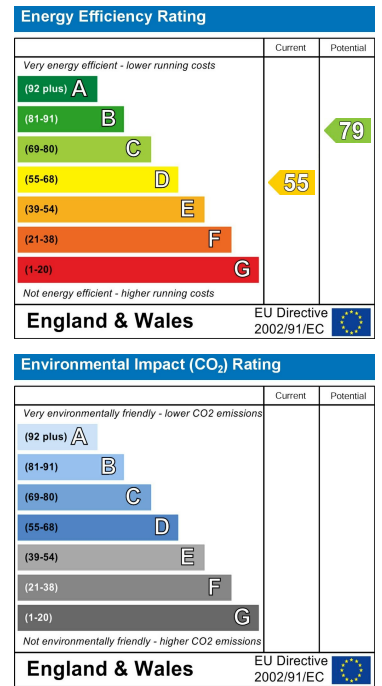 Energy Efficiency Rating
Current Potential
Very energy efficient - lower running costs
(92 plus) A
(81-91) B
(69-80) C
79
(55-68) D
55
(39-54) E
(21-38) F
(1-20) G
Not energy efficient - higher running costs
England & Wales
EU Directive
2002/91/EC
Environmental Impact (CO₂) Rating
Current Potential
Very environmentally friendly - lower CO2 emissions
(92 plus) A
(81-91) B
(69-80) C
(55-68) D
(39-54) E
(21-38) F
(1-20) G
Not environmentally friendly - higher CO2 emissions
England & Wales
EU Directive
2002/91/EC